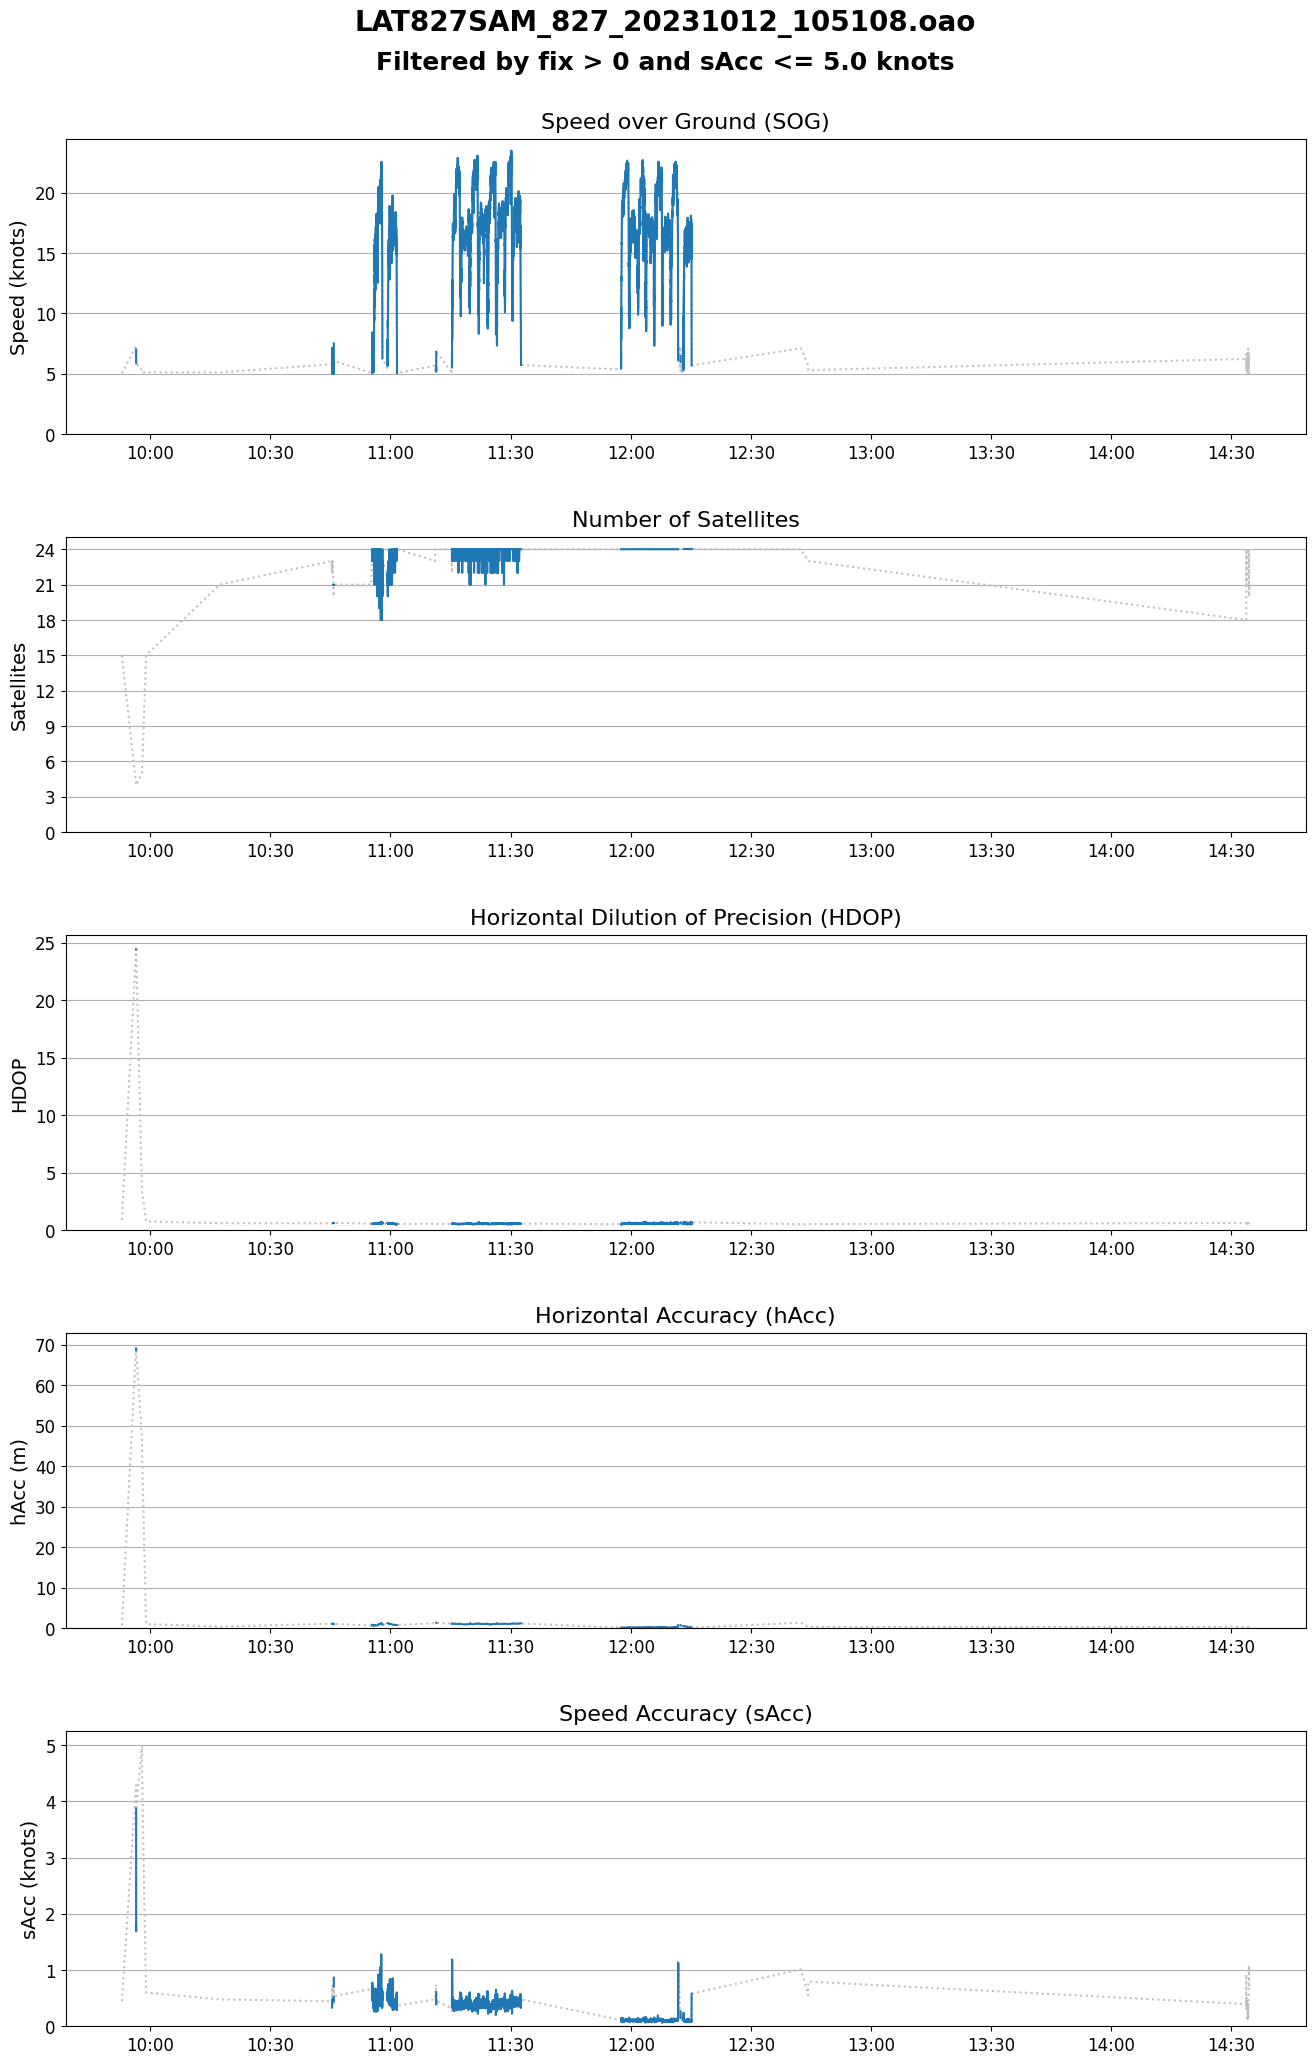 LAT827SAM_827_20231012_105108.oao
Filtered by fix > 0 and sAcc <= 5.0 knots
Speed over Ground (SOG)
Speed (knots)
20
15
10
5
0
10:00 10:30 11:00 11:30 12:00 12:30 13:00 13:30 14:00 14:30
Number of Satellites
Satellites
24
21
18
15
12
9
6
3
0
10:00 10:30 11:00 11:30 12:00 12:30 13:00 13:30 14:00 14:30
Horizontal Dilution of Precision (HDOP)
HDOP
25
20
15
10
5
0
10:00 10:30 11:00 11:30 12:00 12:30 13:00 13:30 14:00 14:30
Horizontal Accuracy (hAcc)
hAcc (m)
70
60
50
40
30
20
10
0
10:00 10:30 11:00 11:30 12:00 12:30 13:00 13:30 14:00 14:30
Speed Accuracy (sAcc)
sAcc (knots)
5
4
3
2
1
0
10:00 10:30 11:00 11:30 12:00 12:30 13:00 13:30 14:00 14:30